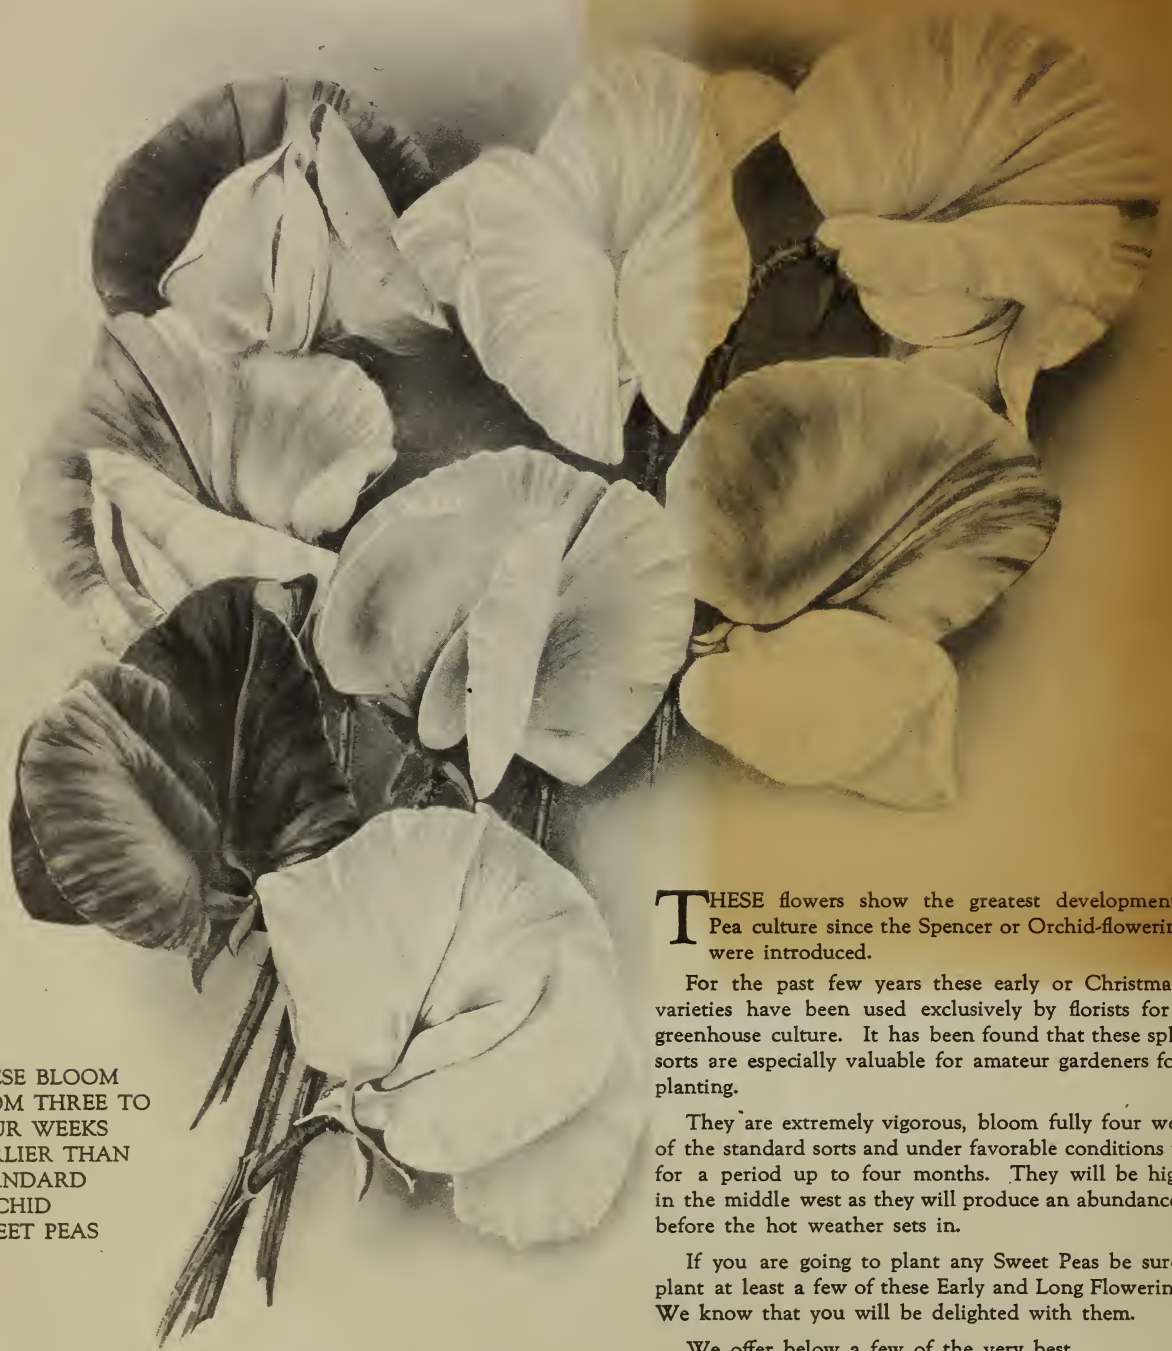 SE BLOOM
OM THREE TO
UR WEEKS
RLIER THAN
ANDARD
CHID
EET PEAS
THESE flowers show the greatest developmen
Pea culture since the Spencer or Orchid-flowerin
were introduced.
For the past few years these early or Christma
varieties have been used exclusively by florists for
greenhouse culture. It has been found that these spl
sorts are especially valuable for amateur gardeners fo
planting.
They are extremely vigorous, bloom fully four we
of the standard sorts and under favorable conditions
for a period up to four months. They will be hig
in the middle west as they will produce an abundance
before the hot weather sets in.
If you are going to plant any Sweet Peas be sur
plant at least a few of these Early and Long Flowerin
We know that you will be delighted with them.
We offer below a few of the very best